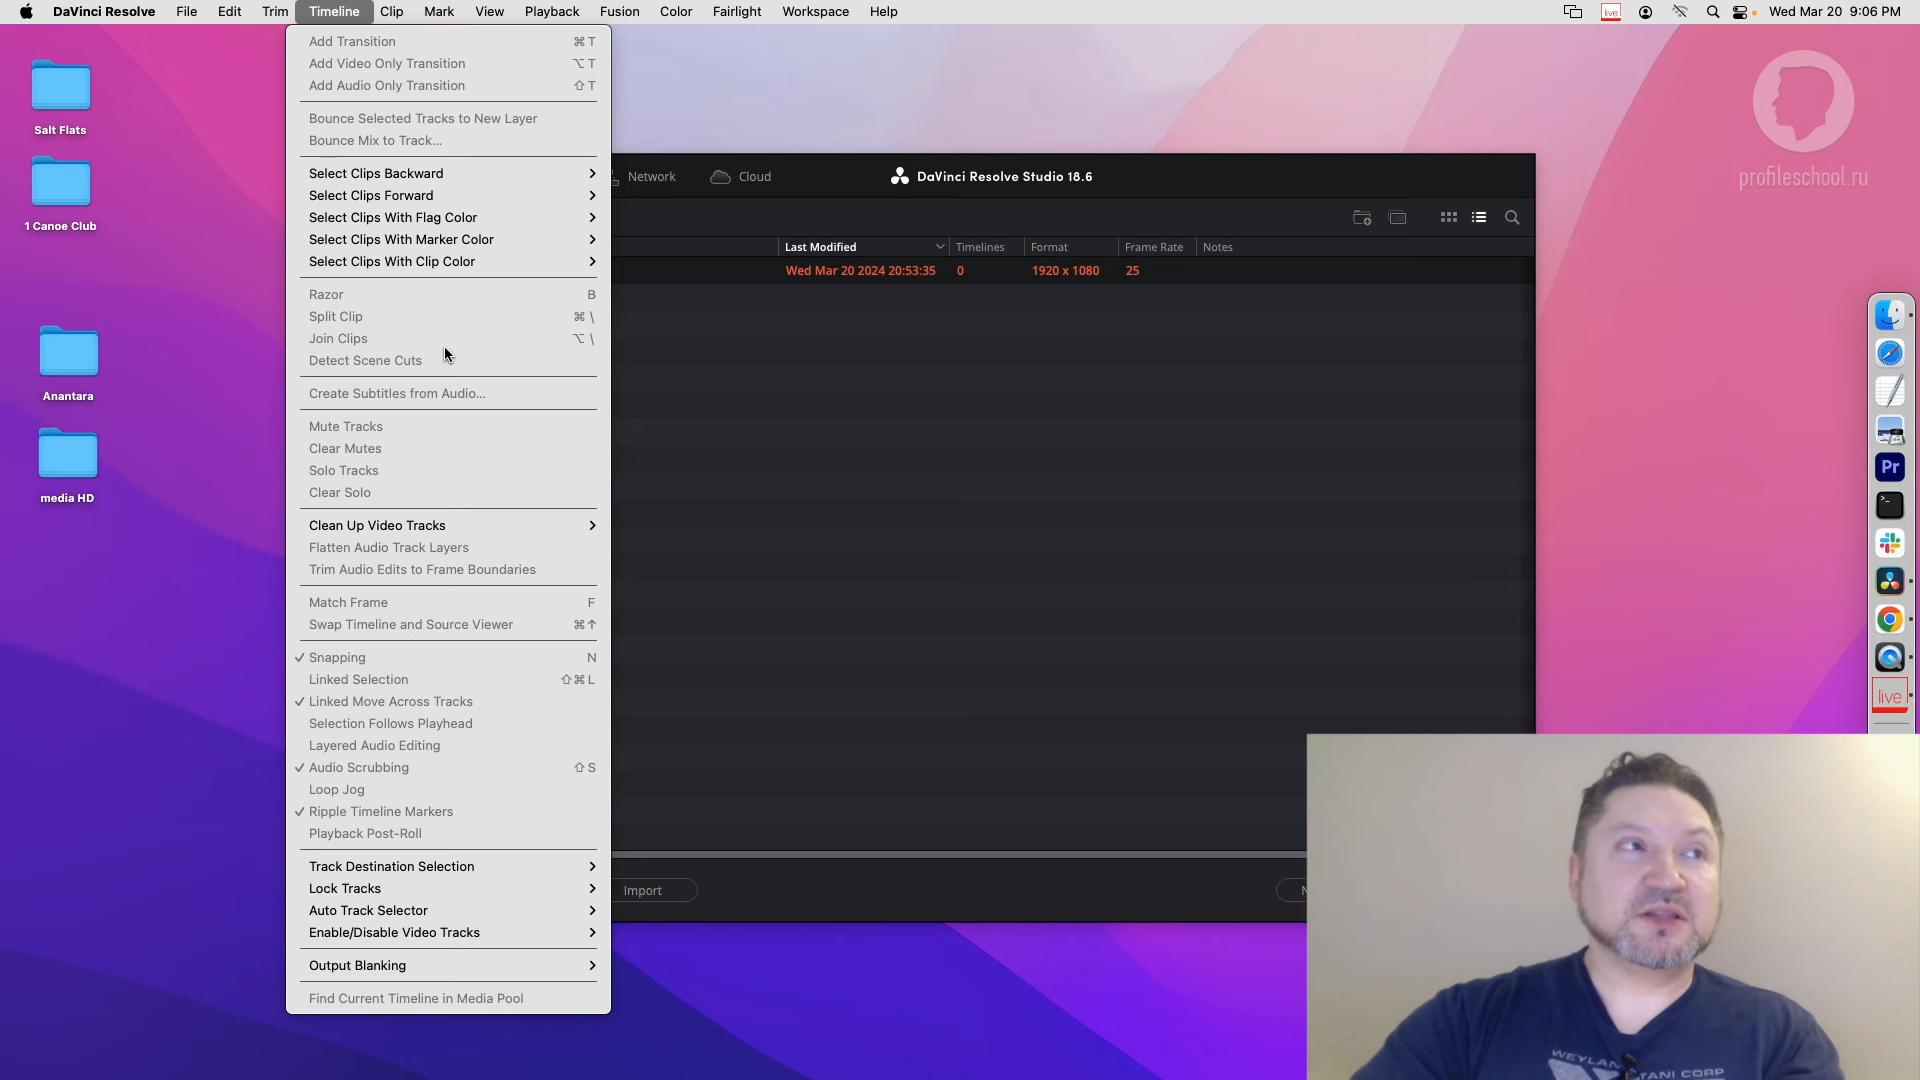 DaVinci Resolve File Edit Trim Timeline Clip Mark View Playback Fusion Color Fairlight Workspace Help live Wed Mar 20 9:06 PM
Add Transition ⌘ T
Add Video Only Transition ⌥ T
Add Audio Only Transition ⇧ T
Bounce Selected Tracks to New Layer
Bounce Mix to Track...
Select Clips Backward
Select Clips Forward
Select Clips With Flag Color
Select Clips With Marker Color
Select Clips With Clip Color
Razor B
Split Clip ⌘ \
Join Clips ⌥ \
Detect Scene Cuts
Create Subtitles from Audio...
Mute Tracks
Clear Mutes
Solo Tracks
Clear Solo
Clean Up Video Tracks
Flatten Audio Track Layers
Trim Audio Edits to Frame Boundaries
Match Frame F
Swap Timeline and Source Viewer ⌘ ↑
✓ Snapping N
Linked Selection ⇧ ⌘ L
✓ Linked Move Across Tracks
Selection Follows Playhead
Layered Audio Editing
✓ Audio Scrubbing ⇧ S
Loop Jog
✓ Ripple Timeline Markers
Playback Post-Roll
Track Destination Selection
Lock Tracks
Auto Track Selector
Enable/Disable Video Tracks
Output Blanking
Find Current Timeline in Media Pool
Salt Flats
1 Canoe Club
Anantara
media HD
Network Cloud DaVinci Resolve Studio 18.6
Last Modified Timelines Format Frame Rate Notes
Wed Mar 20 2024 20:53:35 0 1920 x 1080 25
Import
profileschool.ru
Pr
live